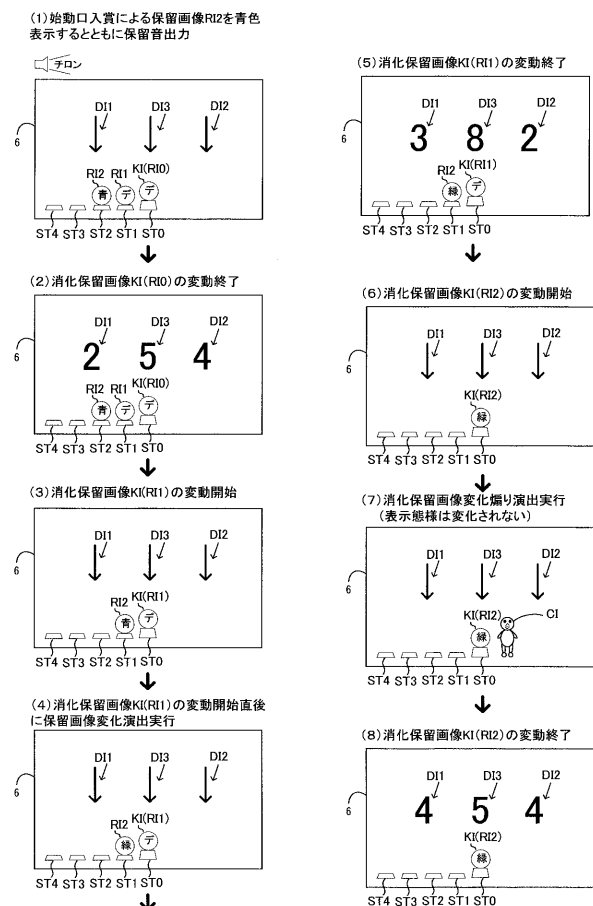 (1)始動口入賞による保留画像RI2を青色
表示するとともに保留音出力
チロン
DI1 DI3 DI2
6
RI2 RI1 KI(RI0)
青 デ デ
ST4 ST3 ST2 ST1 ST0
(2)消化保留画像KI(RI0)の変動終了
DI1 DI3 DI2
2 5 4
6
RI2 RI1 KI(RI0)
青 デ デ
ST4 ST3 ST2 ST1 ST0
(3)消化保留画像KI(RI1)の変動開始
DI1 DI3 DI2
6
RI2 KI(RI1)
青 デ
ST4 ST3 ST2 ST1 ST0
(4)消化保留画像KI(RI1)の変動開始直後
に保留画像変化演出実行
DI1 DI3 DI2
6
RI2 KI(RI1)
緑 デ
ST4 ST3 ST2 ST1 ST0
(5)消化保留画像KI(RI1)の変動終了
DI1 DI3 DI2
3 8 2
6
RI2 KI(RI1)
緑 デ
ST4 ST3 ST2 ST1 ST0
(6)消化保留画像KI(RI2)の変動開始
DI1 DI3 DI2
6
KI(RI2)
緑
ST4 ST3 ST2 ST1 ST0
(7)消化保留画像変化煽り演出実行
(表示態様は変化されない)
DI1 DI3 DI2
6
KI(RI2) CI
緑
ST4 ST3 ST2 ST1 ST0
(8)消化保留画像KI(RI2)の変動終了
DI1 DI3 DI2
4 5 4
6
KI(RI2)
緑
ST4 ST3 ST2 ST1 ST0